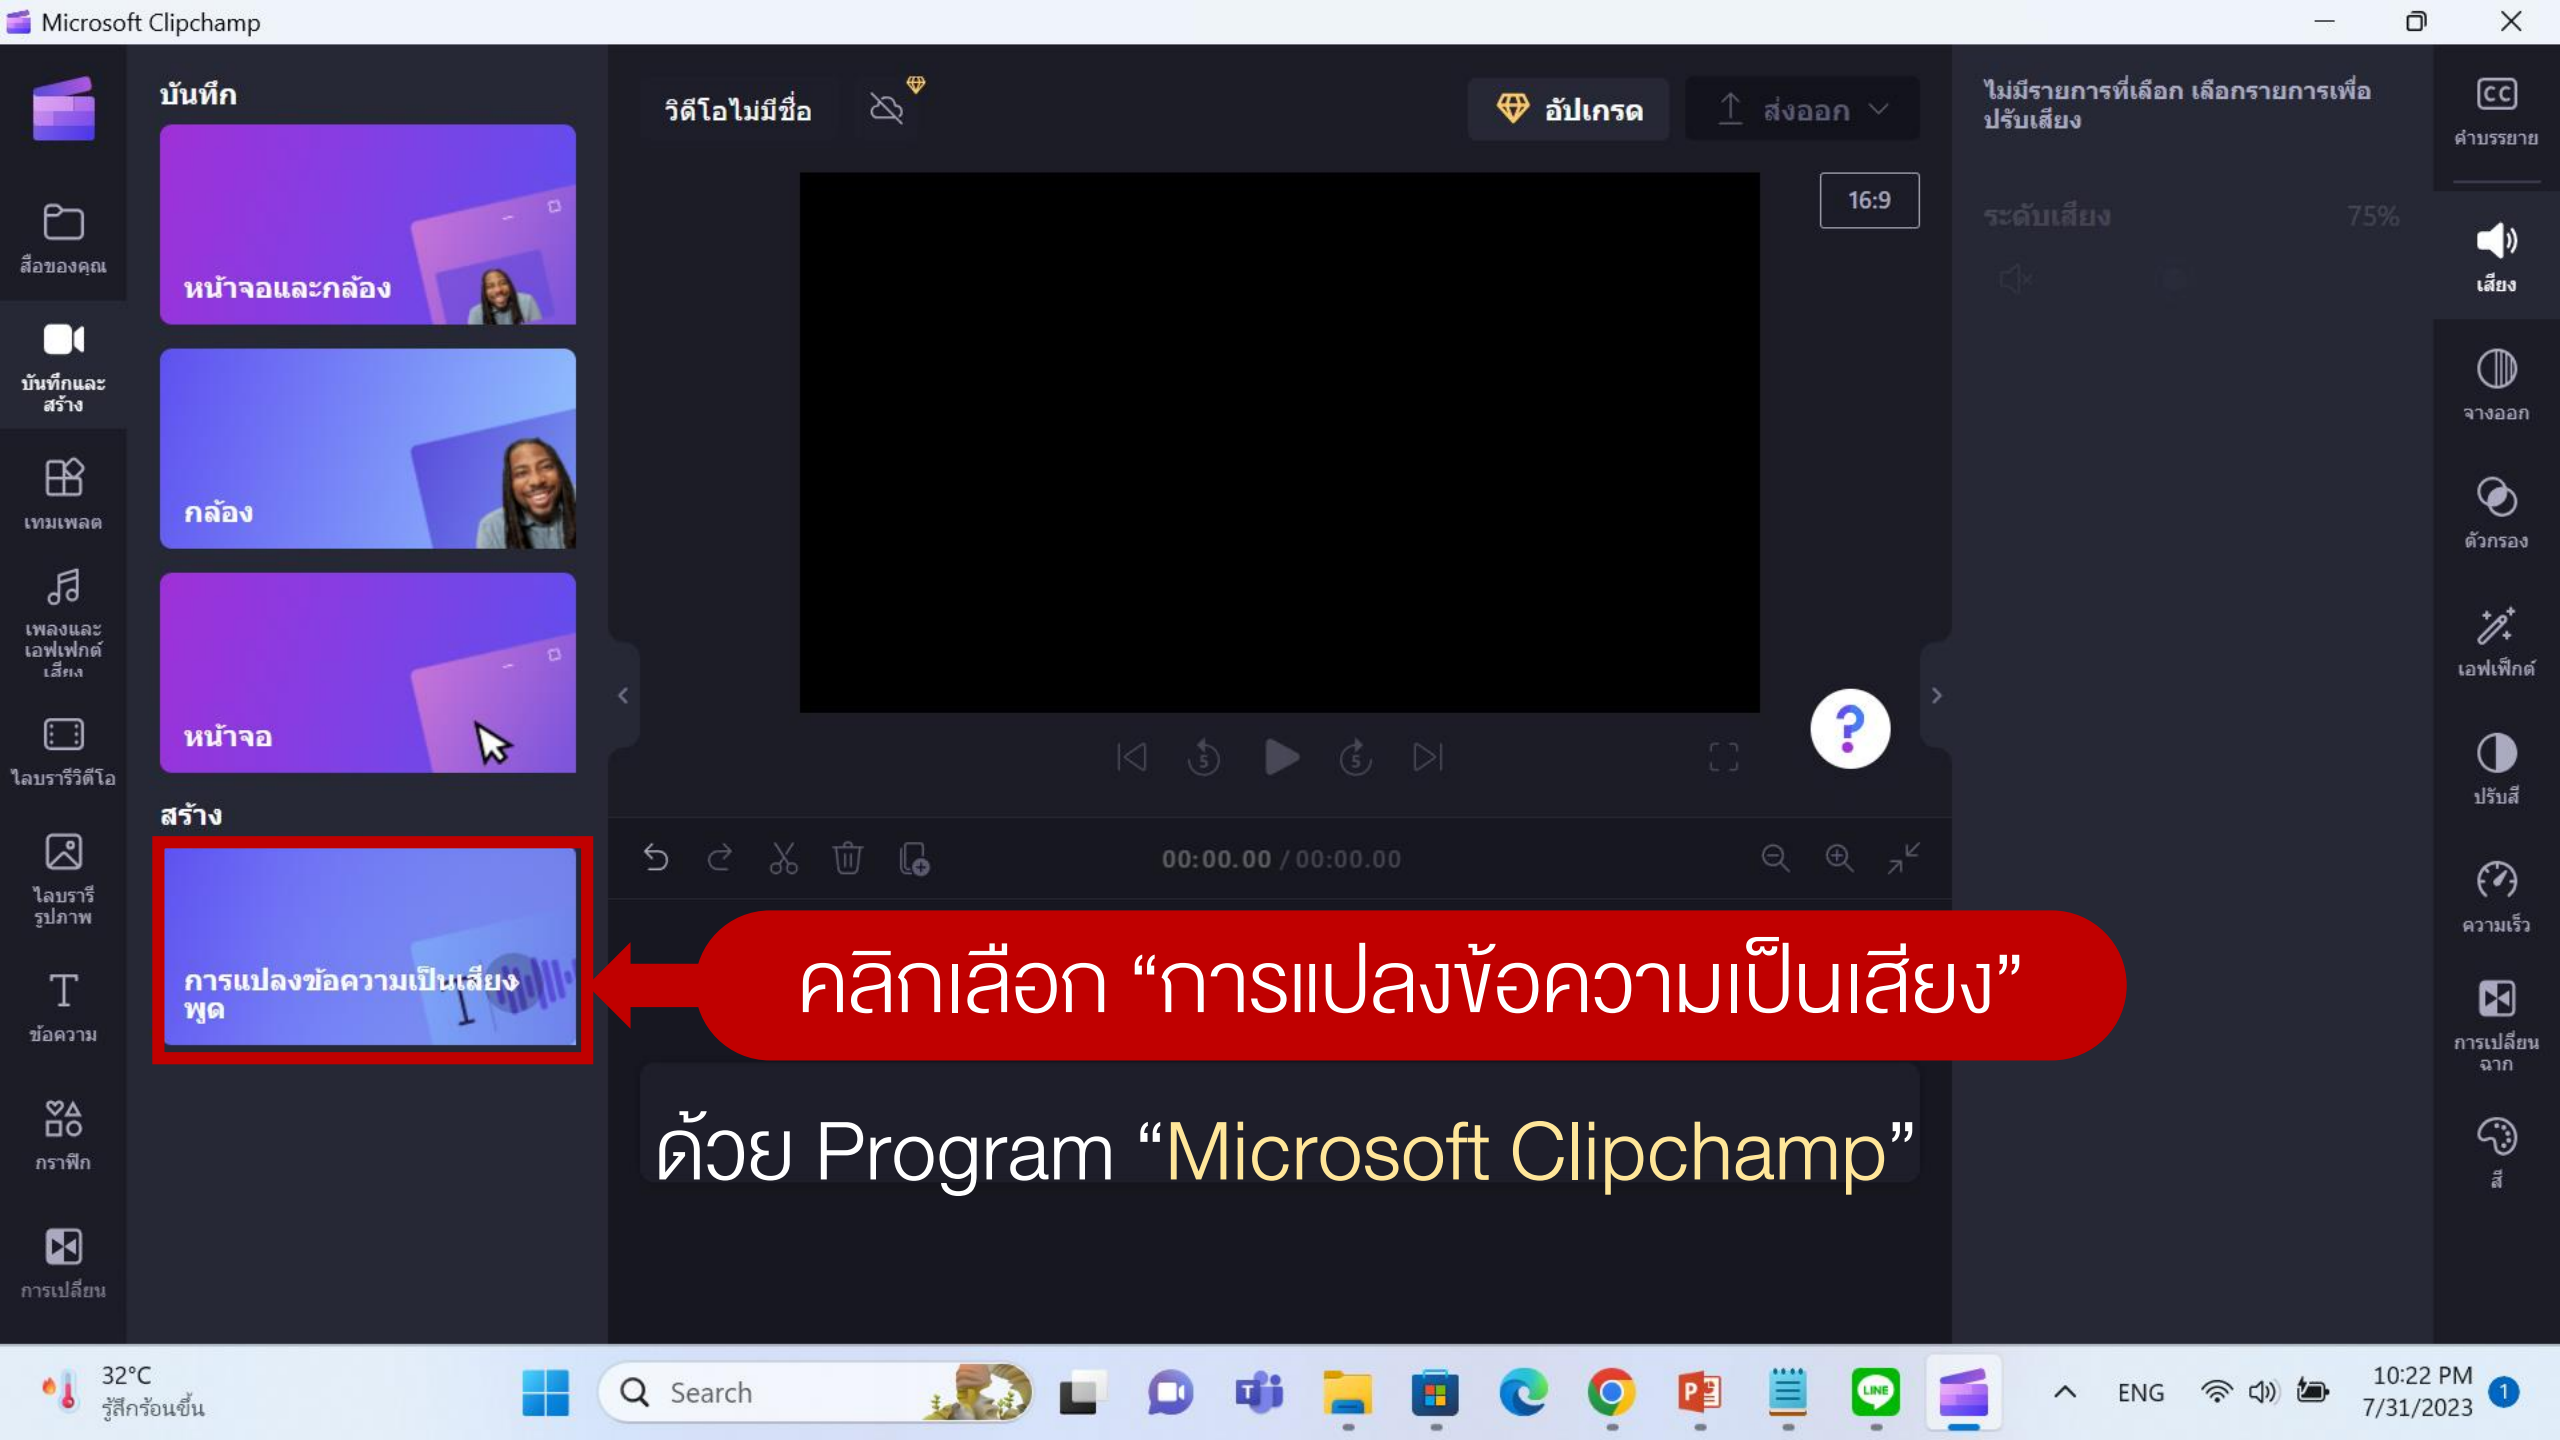 Microsoft Clipchamp
สื่อของคุณ
บันทึกและ
สร้าง
เทมเพลต
เพลงและ
เอฟเฟกต์
เสียง
ไลบรารีวิดีโอ
ไลบรารี
รูปภาพ
ข้อความ
กราฟิก
การเปลี่ยน
บันทึก
หน้าจอและกล้อง
กล้อง
หน้าจอ
สร้าง
การแปลงข้อความเป็นเสียง
พูด
วิดีโอไม่มีชื่อ
อัปเกรด
ส่งออก
16:9
5
5
?
00:00.00 / 00:00.00
คลิกเลือก “การแปลงข้อความเป็นเสียง”
ด้วย Program “Microsoft Clipchamp”
ไม่มีรายการที่เลือก เลือกรายการเพื่อ
ปรับเสียง
ระดับเสียง 75%
CC
คำบรรยาย
เสียง
จางออก
ตัวกรอง
เอฟเฟ็กต์
ปรับสี
ความเร็ว
การเปลี่ยน
ฉาก
สี
32°C
รู้สึกร้อนขึ้น
Search
LINE
ENG
10:22 PM
7/31/2023
1